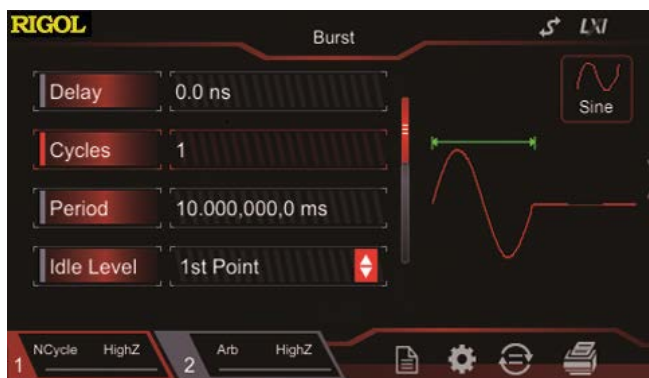 RIGOL
Burst
LXI
Delay 0.0 ns
Sine
Cycles 1
Period 10.000,000,0 ms
Idle Level 1st Point
1 NCycle HighZ 2 Arb HighZ